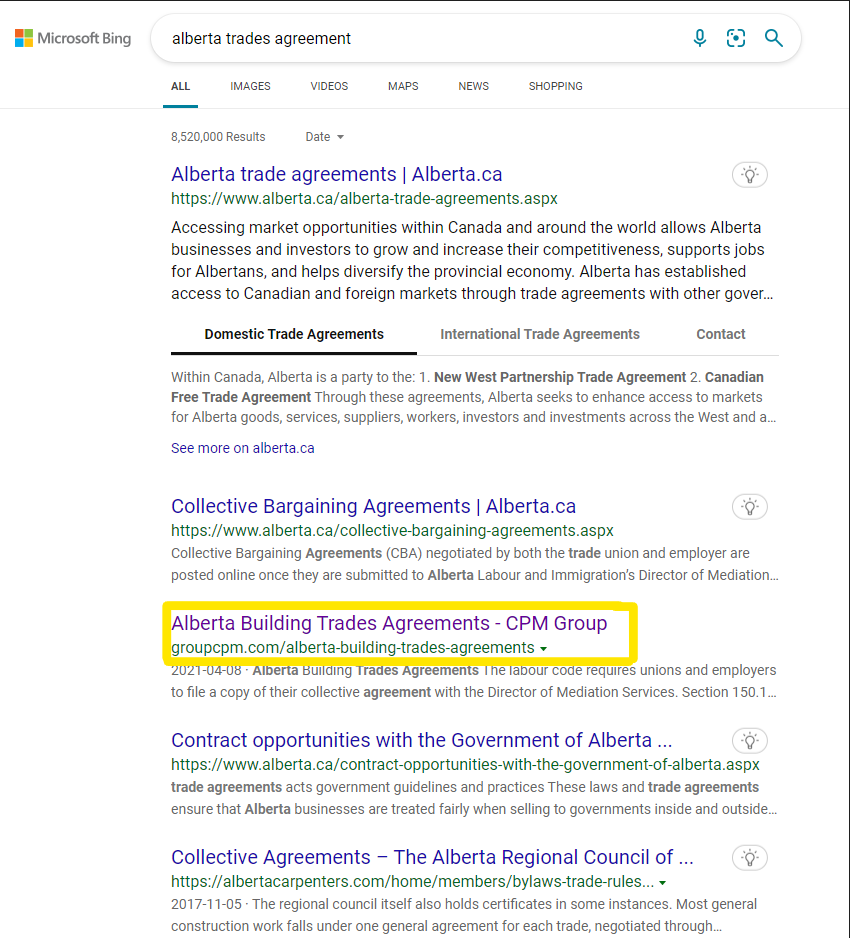 Microsoft Bing
alberta trades agreement
ALL IMAGES VIDEOS MAPS NEWS SHOPPING
8,520,000 Results Date
Alberta trade agreements | Alberta.ca
https://www.alberta.ca/alberta-trade-agreements.aspx
Accessing market opportunities within Canada and around the world allows Alberta
businesses and investors to grow and increase their competitiveness, supports jobs
for Albertans, and helps diversify the provincial economy. Alberta has established
access to Canadian and foreign markets through trade agreements with other gover...
Domestic Trade Agreements International Trade Agreements Contact
Within Canada, Alberta is a party to the: 1. New West Partnership Trade Agreement 2. Canadian
Free Trade Agreement Through these agreements, Alberta seeks to enhance access to markets
for Alberta goods, services, suppliers, workers, investors and investments across the West and a...
See more on alberta.ca
Collective Bargaining Agreements | Alberta.ca
https://www.alberta.ca/collective-bargaining-agreements.aspx
Collective Bargaining Agreements (CBA) negotiated by both the trade union and employer are
posted online once they are submitted to Alberta Labour and Immigration's Director of Mediation...
Alberta Building Trades Agreements - CPM Group
groupcpm.com/alberta-building-trades-agreements
2021-04-08 · Alberta Building Trades Agreements The labour code requires unions and employers
to file a copy of their collective agreement with the Director of Mediation Services. Section 150.1...
Contract opportunities with the Government of Alberta ...
https://www.alberta.ca/contract-opportunities-with-the-government-of-alberta.aspx
trade agreements acts government guidelines and practices These laws and trade agreements
ensure that Alberta businesses are treated fairly when selling to governments inside and outside...
Collective Agreements – The Alberta Regional Council of ...
https://albertacarpenters.com/home/members/bylaws-trade-rules...
2017-11-05 · The regional council itself also holds certificates in some instances. Most general
construction work falls under one general agreement for each trade, negotiated through...